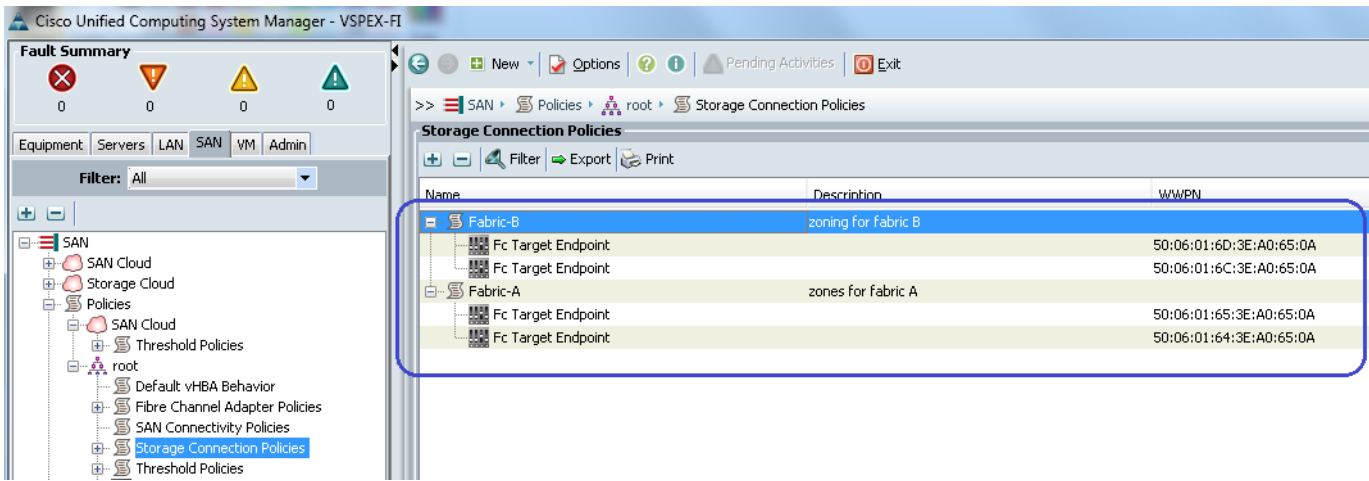 Cisco Unified Computing System Manager - VSPEX-FI
Fault Summary
0 0 0 0
New Options Pending Activities Exit
>> SAN Policies root Storage Connection Policies
Equipment Servers LAN SAN VM Admin
Filter: All
SAN
SAN Cloud
Storage Cloud
Policies
SAN Cloud
Threshold Policies
root
Default vHBA Behavior
Fibre Channel Adapter Policies
SAN Connectivity Policies
Storage Connection Policies
Threshold Policies
Storage Connection Policies
Filter Export Print
Name Description WWPN
Fabric-B zoning for fabric B
Fc Target Endpoint 50:06:01:6D:3E:A0:65:0A
Fc Target Endpoint 50:06:01:6C:3E:A0:65:0A
Fabric-A zones for fabric A
Fc Target Endpoint 50:06:01:65:3E:A0:65:0A
Fc Target Endpoint 50:06:01:64:3E:A0:65:0A